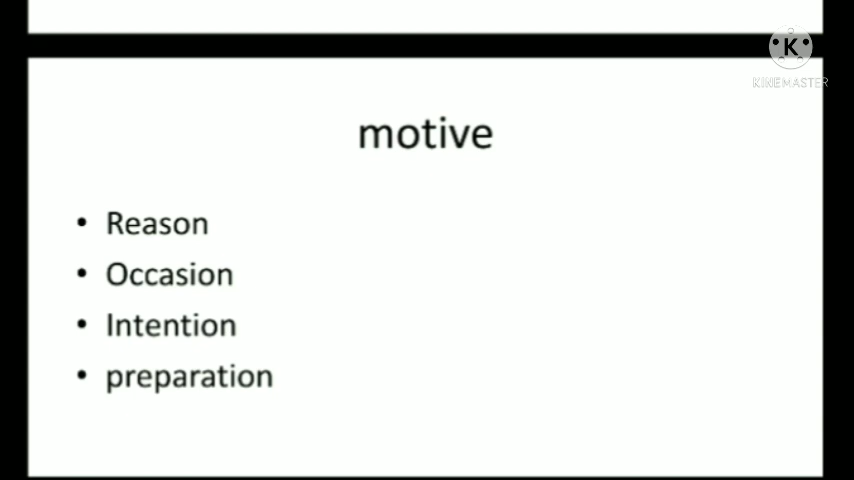 K
KINEMASTER
motive
• Reason
• Occasion
• Intention
• preparation